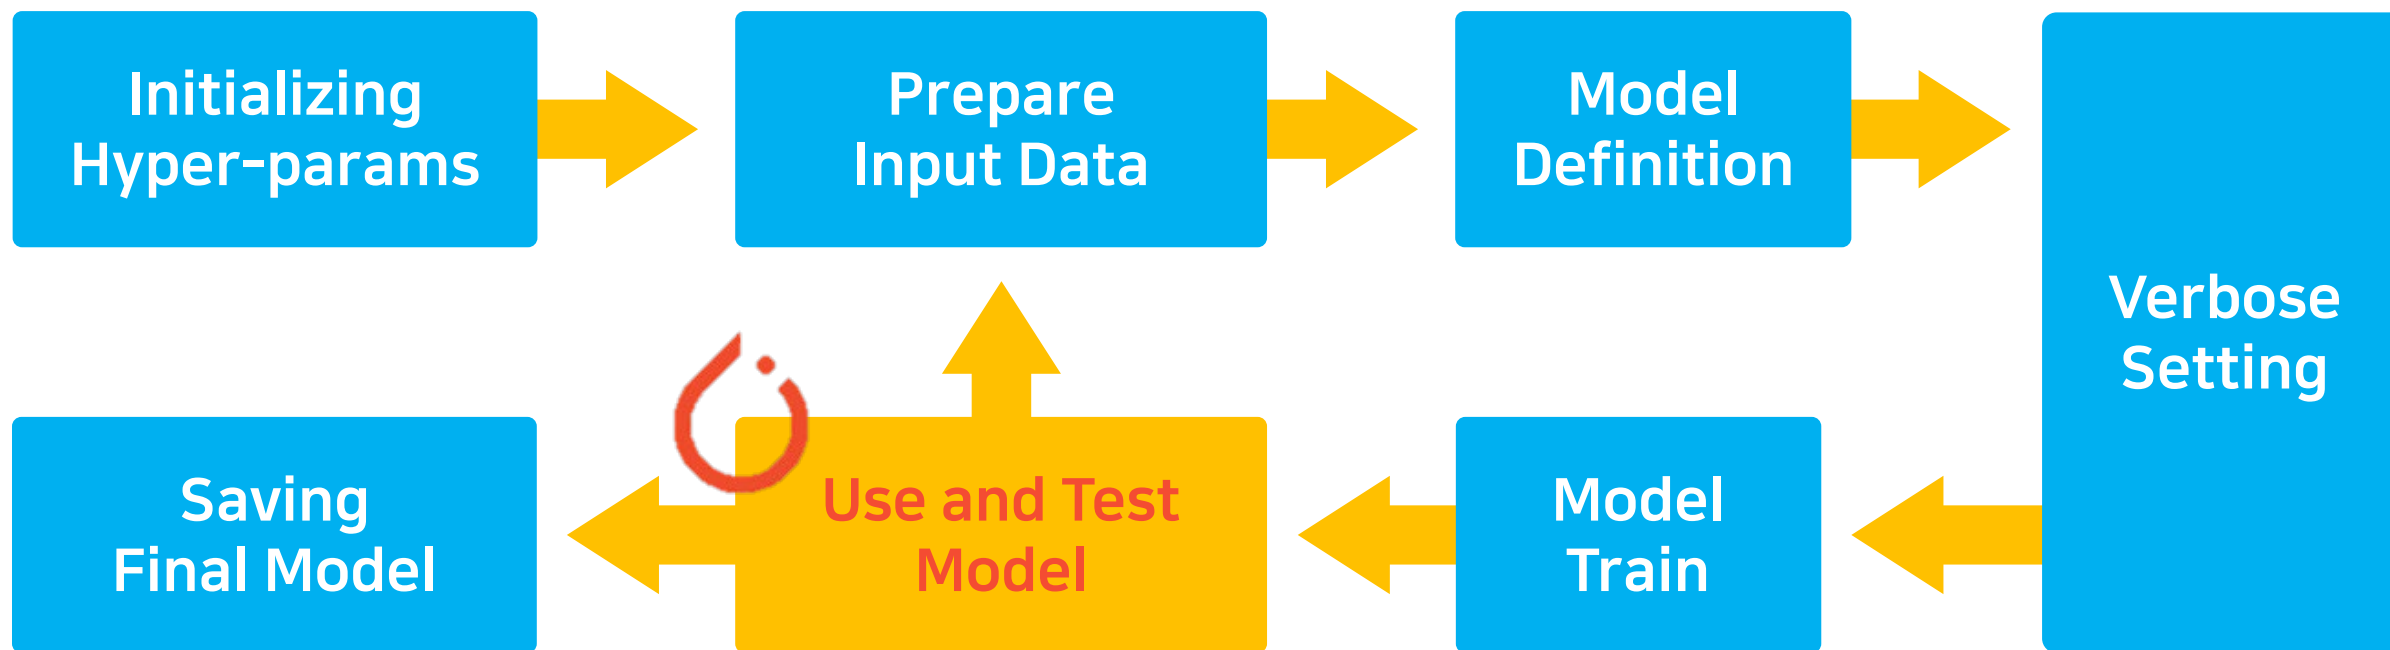 Initializing
Hyper-params
Prepare
Input Data
Model
Definition
Verbose
Setting
Model
Train
Use and Test
Model
Saving
Final Model